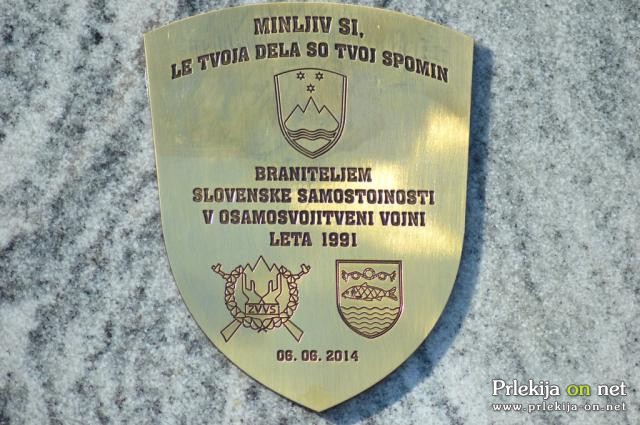 MINLJIV SI,
LE TVOJA DELA SO TVOJ SPOMIN
BRANITELJEM
SLOVENSKE SAMOSTOJNOSTI
V OSAMOSVOJITVENI VOJNI
LETA 1991
ZVVS
06. 06. 2014
Prlekija on net
www.prlekija-on.net